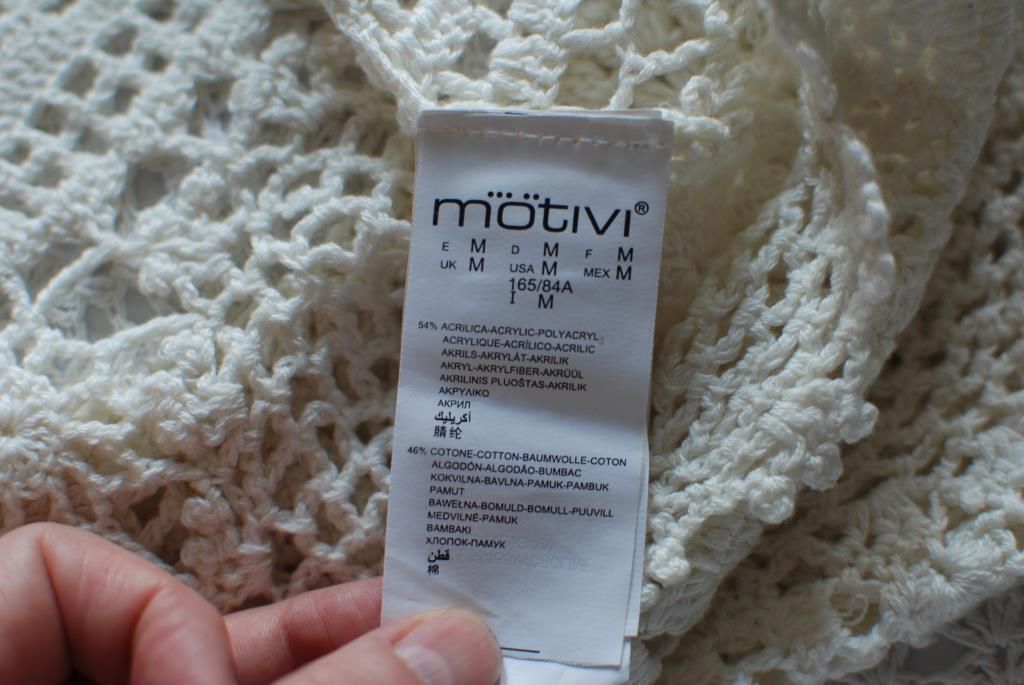 mötivi®
E M D M F M
UK M USA M MEX M
165/84A
I M
54% ACRILICA-ACRYLIC-POLYACRYL
ACRYLIQUE-ACRÍLICO-ACRILIC
AKRILS-AKRYLÁT-AKRILIK
AKRYL-AKRYLFIBER-AKRÜÜL
AKRILINIS PLUOŠTAS-AKRILIK
АКРУЛІКО
АКРИЛ
أكريليك
腈纶
46% COTONE-COTTON-BAUMWOLLE-COTON
ALGODÓN-ALGODÃO-BUMBAC
KOKVILNA-BAVLNA-PAMUK-PAMBUK
PAMUT
BAWEŁNA-BOMULD-BOMULL-PUUVILL
MEDVILNĖ-PAMUK
BAMBAKI
ХЛОПОК-ПАМУК
قطن
棉